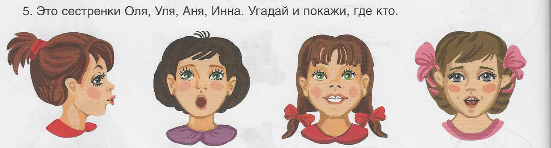 5. Это сестренки Оля, Уля, Аня, Инна. Угадай и покажи, где кто.